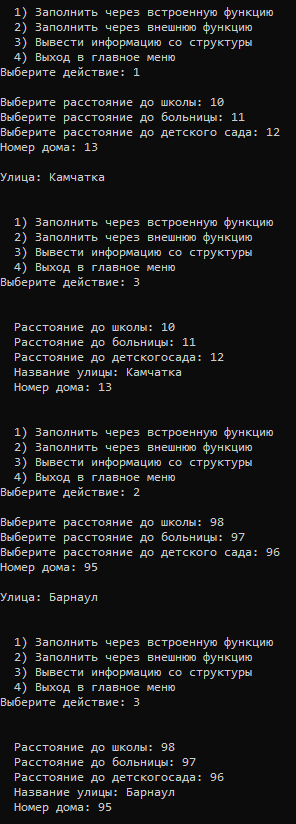 1) Заполнить через встроенную функцию
2) Заполнить через внешнюю функцию
3) Вывести информацию со структуры
4) Выход в главное меню
Выберите действие: 1
Выберите расстояние до школы: 10
Выберите расстояние до больницы: 11
Выберите расстояние до детского сада: 12
Номер дома: 13
Улица: Камчатка
1) Заполнить через встроенную функцию
2) Заполнить через внешнюю функцию
3) Вывести информацию со структуры
4) Выход в главное меню
Выберите действие: 3
Расстояние до школы: 10
Расстояние до больницы: 11
Расстояние до детскогосада: 12
Название улицы: Камчатка
Номер дома: 13
1) Заполнить через встроенную функцию
2) Заполнить через внешнюю функцию
3) Вывести информацию со структуры
4) Выход в главное меню
Выберите действие: 2
Выберите расстояние до школы: 98
Выберите расстояние до больницы: 97
Выберите расстояние до детского сада: 96
Номер дома: 95
Улица: Барнаул
1) Заполнить через встроенную функцию
2) Заполнить через внешнюю функцию
3) Вывести информацию со структуры
4) Выход в главное меню
Выберите действие: 3
Расстояние до школы: 98
Расстояние до больницы: 97
Расстояние до детскогосада: 96
Название улицы: Барнаул
Номер дома: 95